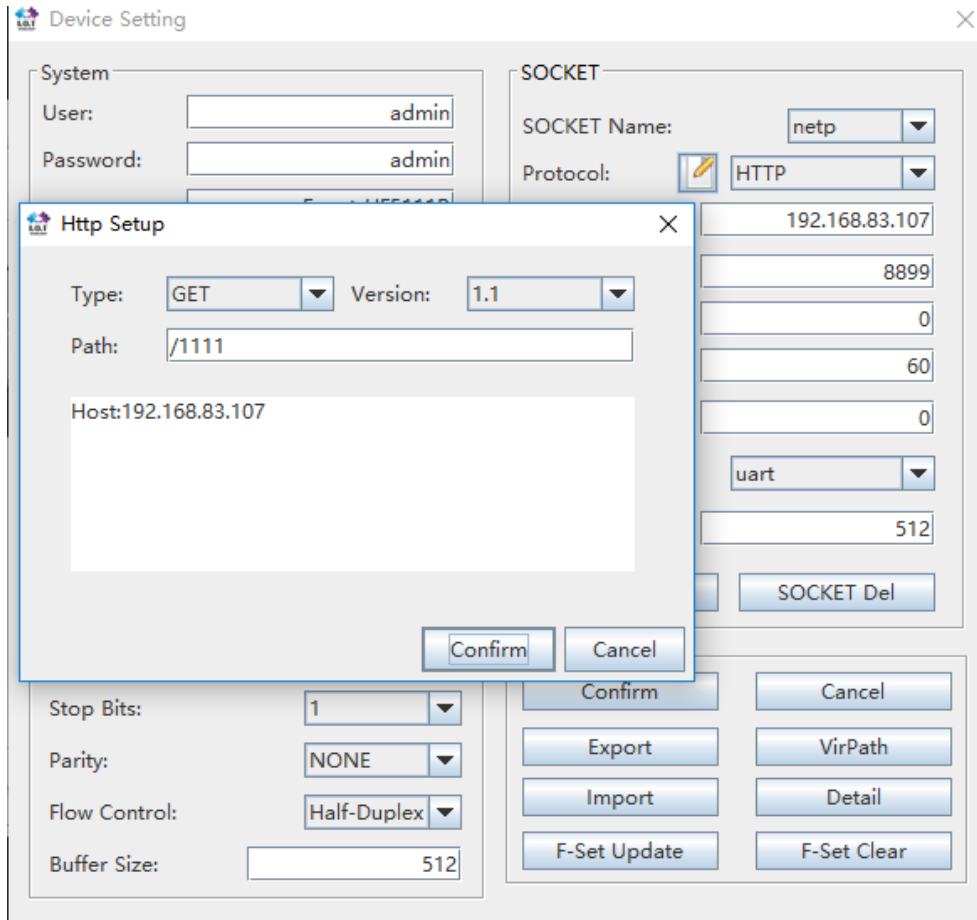 Device Setting
System
User:
admin
Password:
admin
SOCKET
SOCKET Name:
netp
Protocol:
HTTP
192.168.83.107
8899
0
60
0
uart
512
SOCKET Del
Http Setup
Type:
GET
Version:
1.1
Path:
/1111
Host:192.168.83.107
Confirm
Cancel
Stop Bits:
1
Parity:
NONE
Flow Control:
Half-Duplex
Buffer Size:
512
Confirm
Cancel
Export
VirPath
Import
Detail
F-Set Update
F-Set Clear